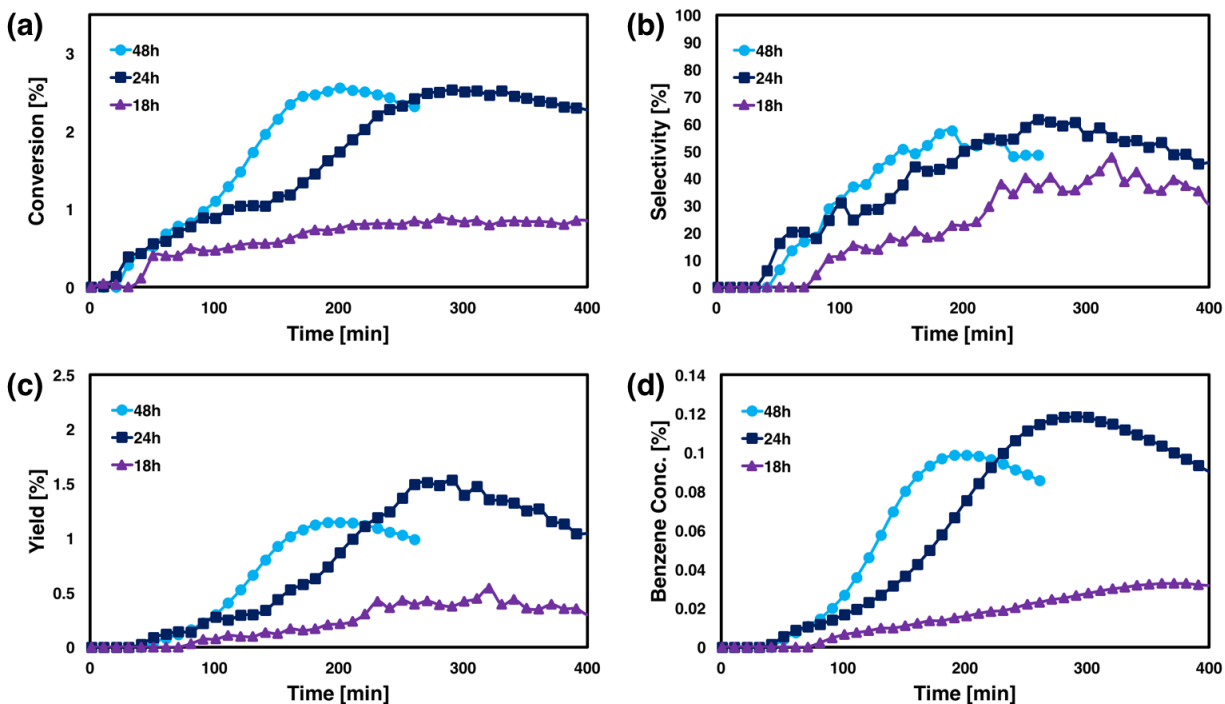 (a)
Conversion [%]
3
2
1
0
48h
24h
18h
0 100 200 300 400
Time [min]
(b)
Selectivity [%]
100
90
80
70
60
50
40
30
20
10
0
48h
24h
18h
0 100 200 300 400
Time [min]
(c)
Yield [%]
2.5
2
1.5
1
0.5
0
48h
24h
18h
0 100 200 300 400
Time [min]
(d)
Benzene Conc. [%]
0.14
0.12
0.1
0.08
0.06
0.04
0.02
0
48h
24h
18h
0 100 200 300 400
Time [min]